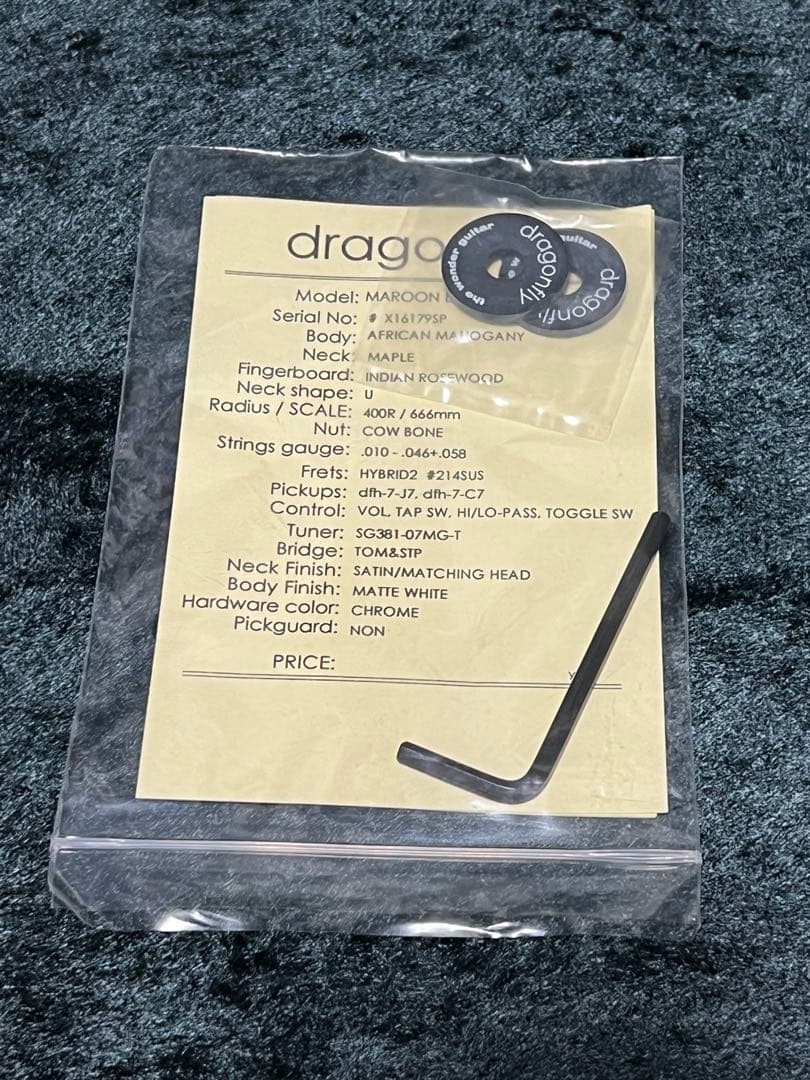 drago
the wonder guitar dragonfly
guitar dragonfly
Model: MAROON
Serial No: # X16179SP
Body: AFRICAN MAHOGANY
Neck: MAPLE
Fingerboard: INDIAN ROSEWOOD
Neck shape: U
Radius / SCALE: 400R / 666mm
Nut: COW BONE
Strings gauge: .010 - .046+.058
Frets: HYBRID2 #214SUS
Pickups: dfh-7-J7, dfh-7-C7
Control: VOL, TAP SW, HI/LO-PASS, TOGGLE SW
Tuner: SG381-07MG-T
Bridge: TOM&STP
Neck Finish: SATIN/MATCHING HEAD
Body Finish: MATTE WHITE
Hardware color: CHROME
Pickguard: NON
PRICE: